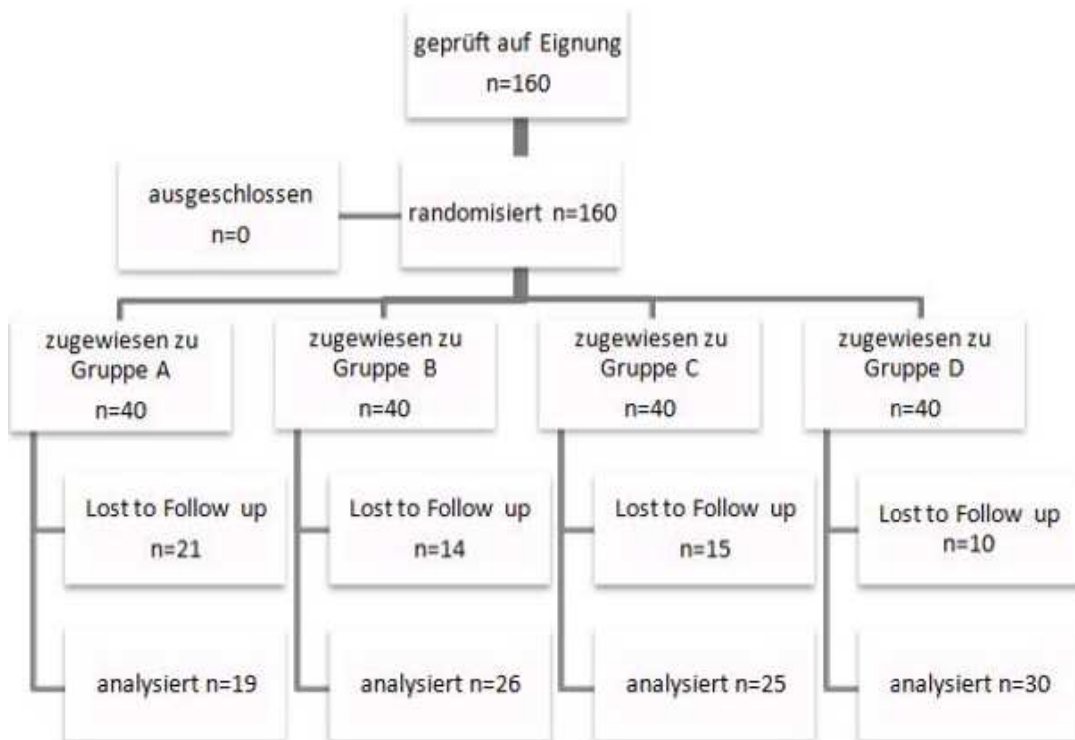 geprüft auf Eignung
n=160
ausgeschlossen
n=0
randomisiert n=160
zugewiesen zu
Gruppe A
n=40
zugewiesen zu
Gruppe B
n=40
zugewiesen zu
Gruppe C
n=40
zugewiesen zu
Gruppe D
n=40
Lost to Follow up
n=21
Lost to Follow up
n=14
Lost to Follow up
n=15
Lost to Follow up
n=10
analysiert n=19
analysiert n=26
analysiert n=25
analysiert n=30